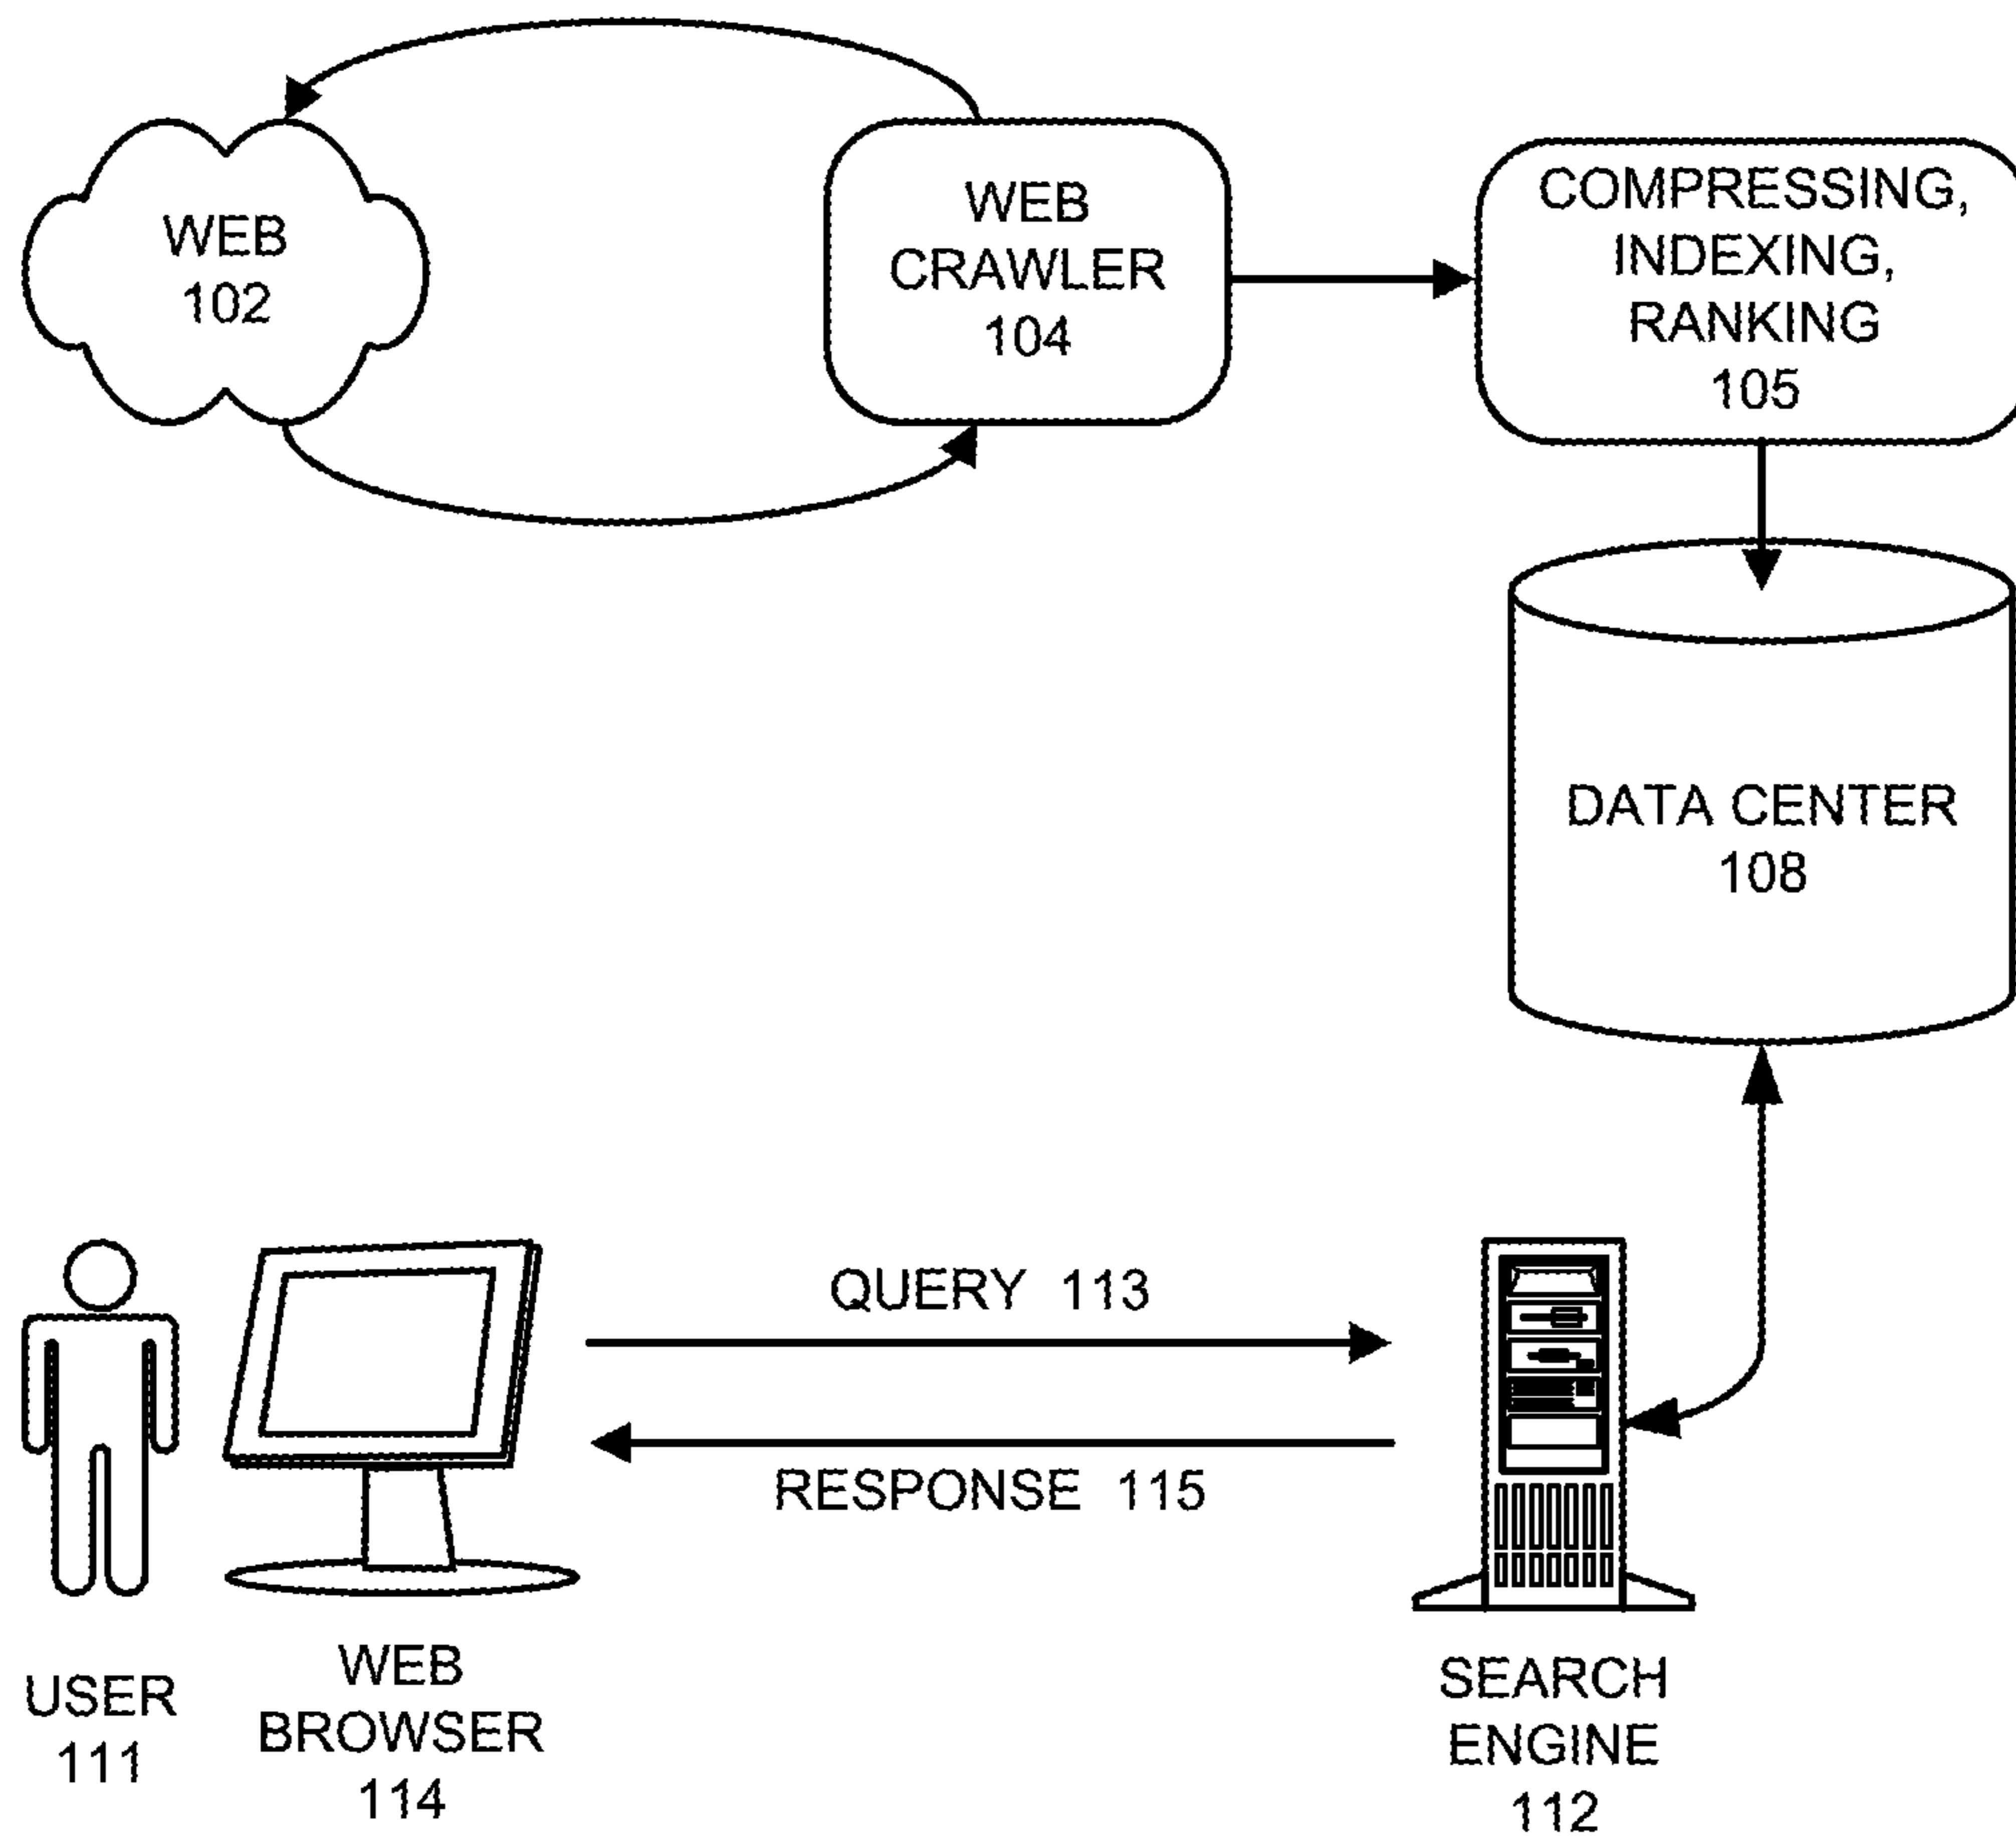 WEB
102
WEB
CRAWLER
104
COMPRESSING,
INDEXING,
RANKING
105
DATA CENTER
108
QUERY 113
RESPONSE 115
USER
111
WEB
BROWSER
114
SEARCH
ENGINE
112